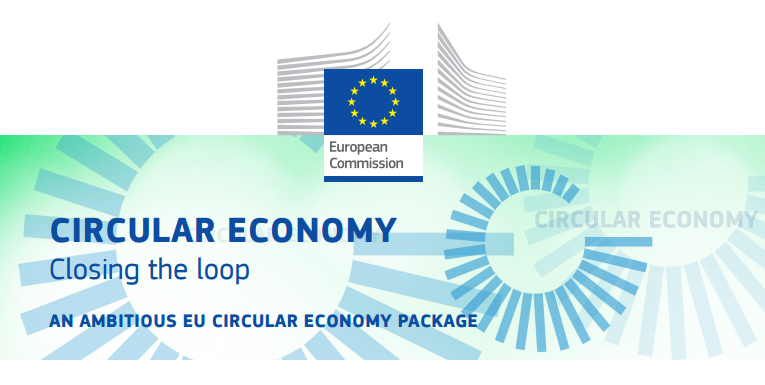 European
Commission
CIRCULAR ECONOMY
CIRCULAR ECONOMY
Closing the loop
AN AMBITIOUS EU CIRCULAR ECONOMY PACKAGE